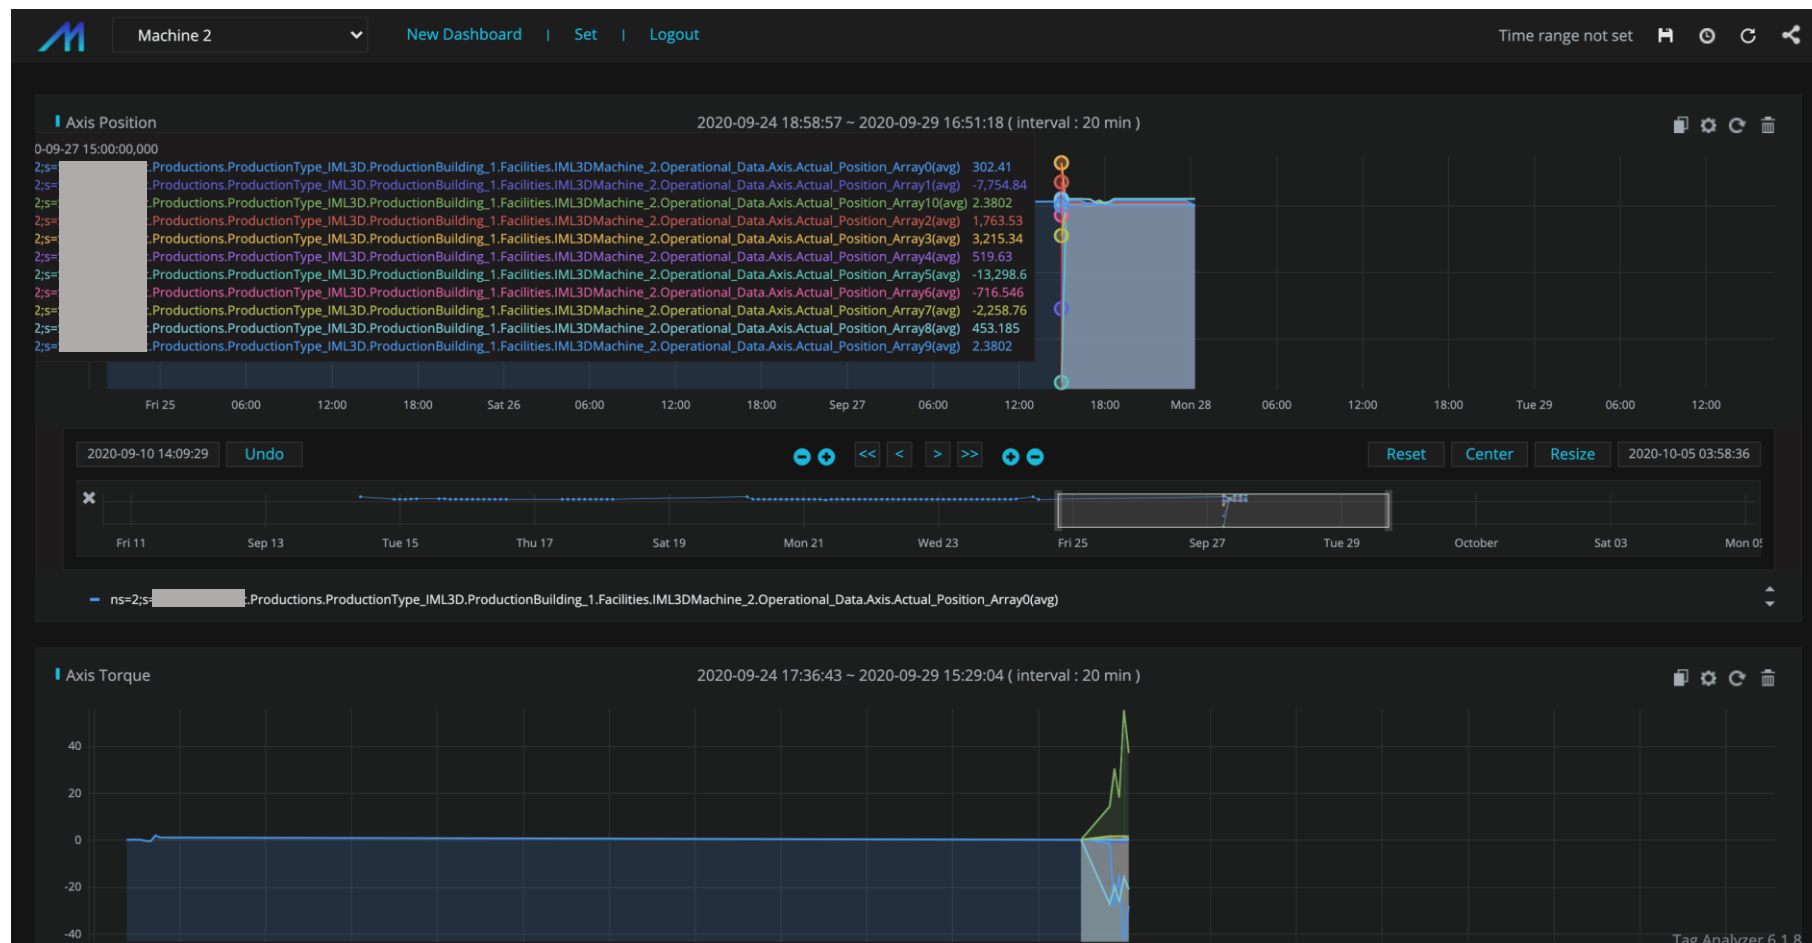 Machine 2 New Dashboard | Set | Logout Time range not set
Axis Position 2020-09-24 18:58:57 ~ 2020-09-29 16:51:18 ( interval : 20 min )
0-09-27 15:00:00,000
2;s= .Productions.ProductionType_IML3D.ProductionBuilding_1.Facilities.IML3DMachine_2.Operational_Data.Axis.Actual_Position_Array0(avg) 302.41
2;s= .Productions.ProductionType_IML3D.ProductionBuilding_1.Facilities.IML3DMachine_2.Operational_Data.Axis.Actual_Position_Array1(avg) -7,754.84
2;s= .Productions.ProductionType_IML3D.ProductionBuilding_1.Facilities.IML3DMachine_2.Operational_Data.Axis.Actual_Position_Array10(avg) 2.3802
2;s= .Productions.ProductionType_IML3D.ProductionBuilding_1.Facilities.IML3DMachine_2.Operational_Data.Axis.Actual_Position_Array2(avg) 1,763.53
2;s= .Productions.ProductionType_IML3D.ProductionBuilding_1.Facilities.IML3DMachine_2.Operational_Data.Axis.Actual_Position_Array3(avg) 3,215.34
2;s= .Productions.ProductionType_IML3D.ProductionBuilding_1.Facilities.IML3DMachine_2.Operational_Data.Axis.Actual_Position_Array4(avg) 519.63
2;s= .Productions.ProductionType_IML3D.ProductionBuilding_1.Facilities.IML3DMachine_2.Operational_Data.Axis.Actual_Position_Array5(avg) -13,298.6
2;s= .Productions.ProductionType_IML3D.ProductionBuilding_1.Facilities.IML3DMachine_2.Operational_Data.Axis.Actual_Position_Array6(avg) -716.546
2;s= .Productions.ProductionType_IML3D.ProductionBuilding_1.Facilities.IML3DMachine_2.Operational_Data.Axis.Actual_Position_Array7(avg) -2,258.76
2;s= .Productions.ProductionType_IML3D.ProductionBuilding_1.Facilities.IML3DMachine_2.Operational_Data.Axis.Actual_Position_Array8(avg) 453.185
2;s= .Productions.ProductionType_IML3D.ProductionBuilding_1.Facilities.IML3DMachine_2.Operational_Data.Axis.Actual_Position_Array9(avg) 2.3802
Fri 25 06:00 12:00 18:00 Sat 26 06:00 12:00 18:00 Sep 27 06:00 12:00 18:00 Mon 28 06:00 12:00 18:00 Tue 29 06:00 12:00
2020-09-10 14:09:29 Undo << < > >> Reset Center Resize 2020-10-05 03:58:36
Fri 11 Sep 13 Tue 15 Thu 17 Sat 19 Mon 21 Wed 23 Fri 25 Sep 27 Tue 29 October Sat 03 Mon 05
ns=2;s= .Productions.ProductionType_IML3D.ProductionBuilding_1.Facilities.IML3DMachine_2.Operational_Data.Axis.Actual_Position_Array0(avg)
Axis Torque 2020-09-24 17:36:43 ~ 2020-09-29 15:29:04 ( interval : 20 min )
40
20
0
-20
-40
Tag Analyzer 6.1.8